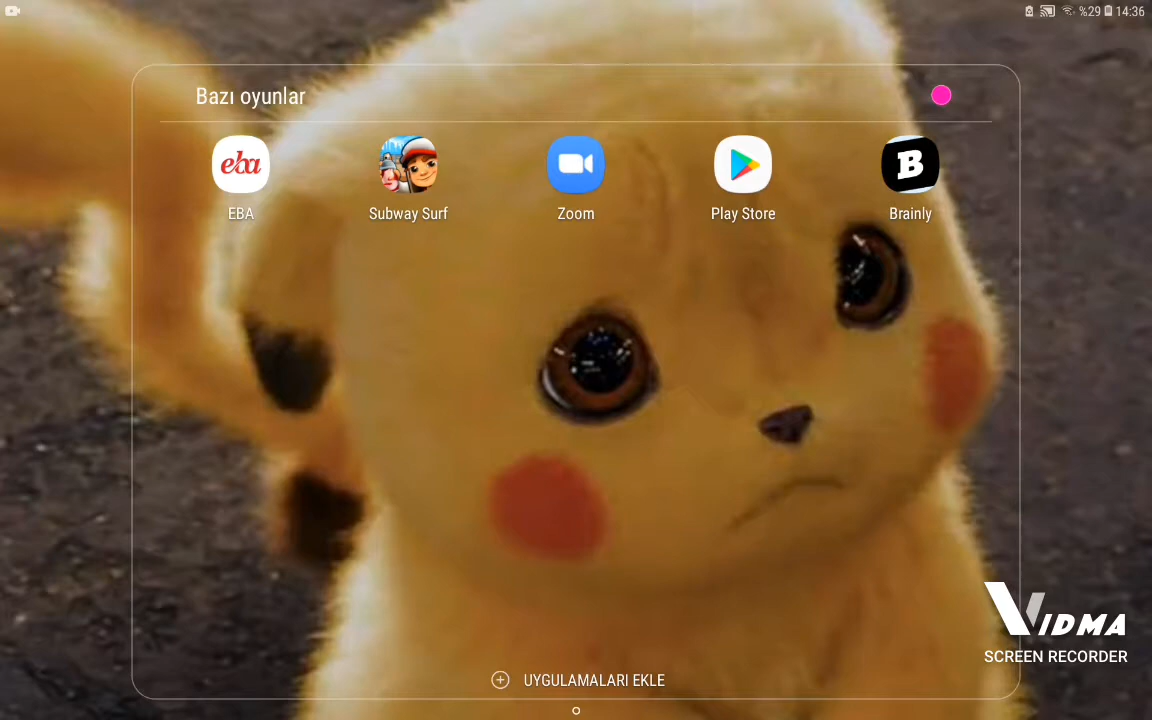 %29 14:36
Bazı oyunlar
eba
B
EBA
Subway Surf
Zoom
Play Store
Brainly
VIDMA
SCREEN RECORDER
UYGULAMALARI EKLE